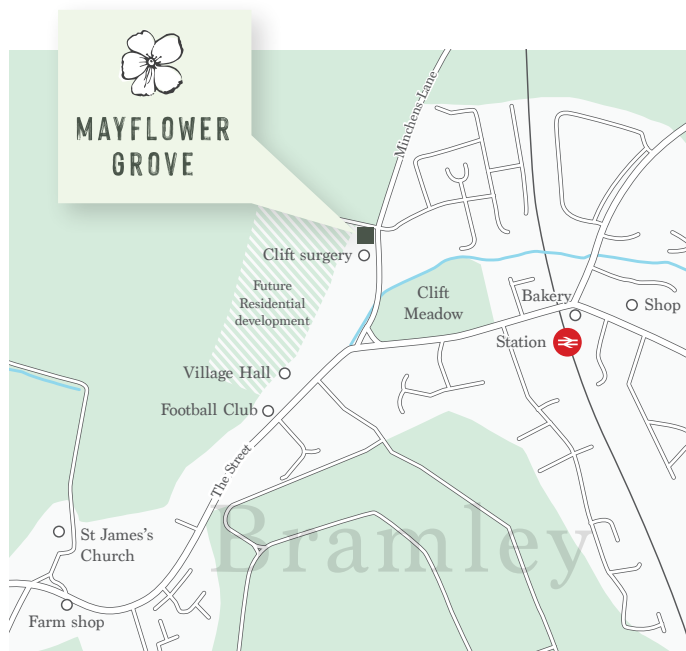 MAYFLOWER
GROVE
Minchens Lane
Clift surgery
Future
Residential
development
Clift
Meadow
Bakery
Shop
Station
Village Hall
Football Club
The Street
Bramley
St James’s
Church
Farm shop